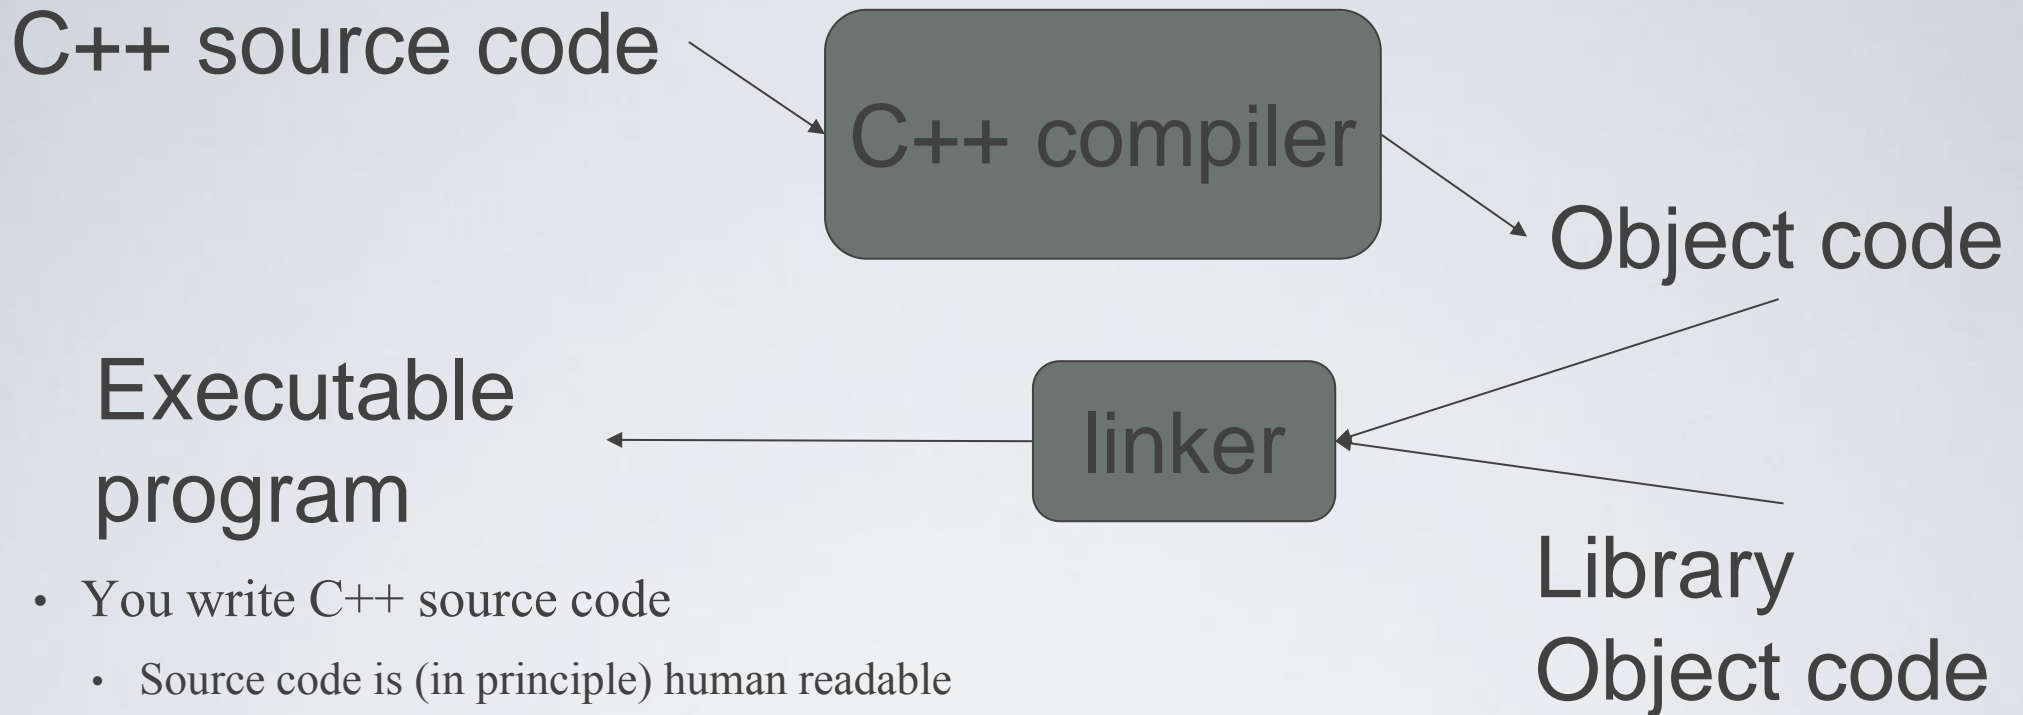 C++ source code
C++ compiler
Object code
Executable
program
linker
Library
Object code
• You write C++ source code
• Source code is (in principle) human readable